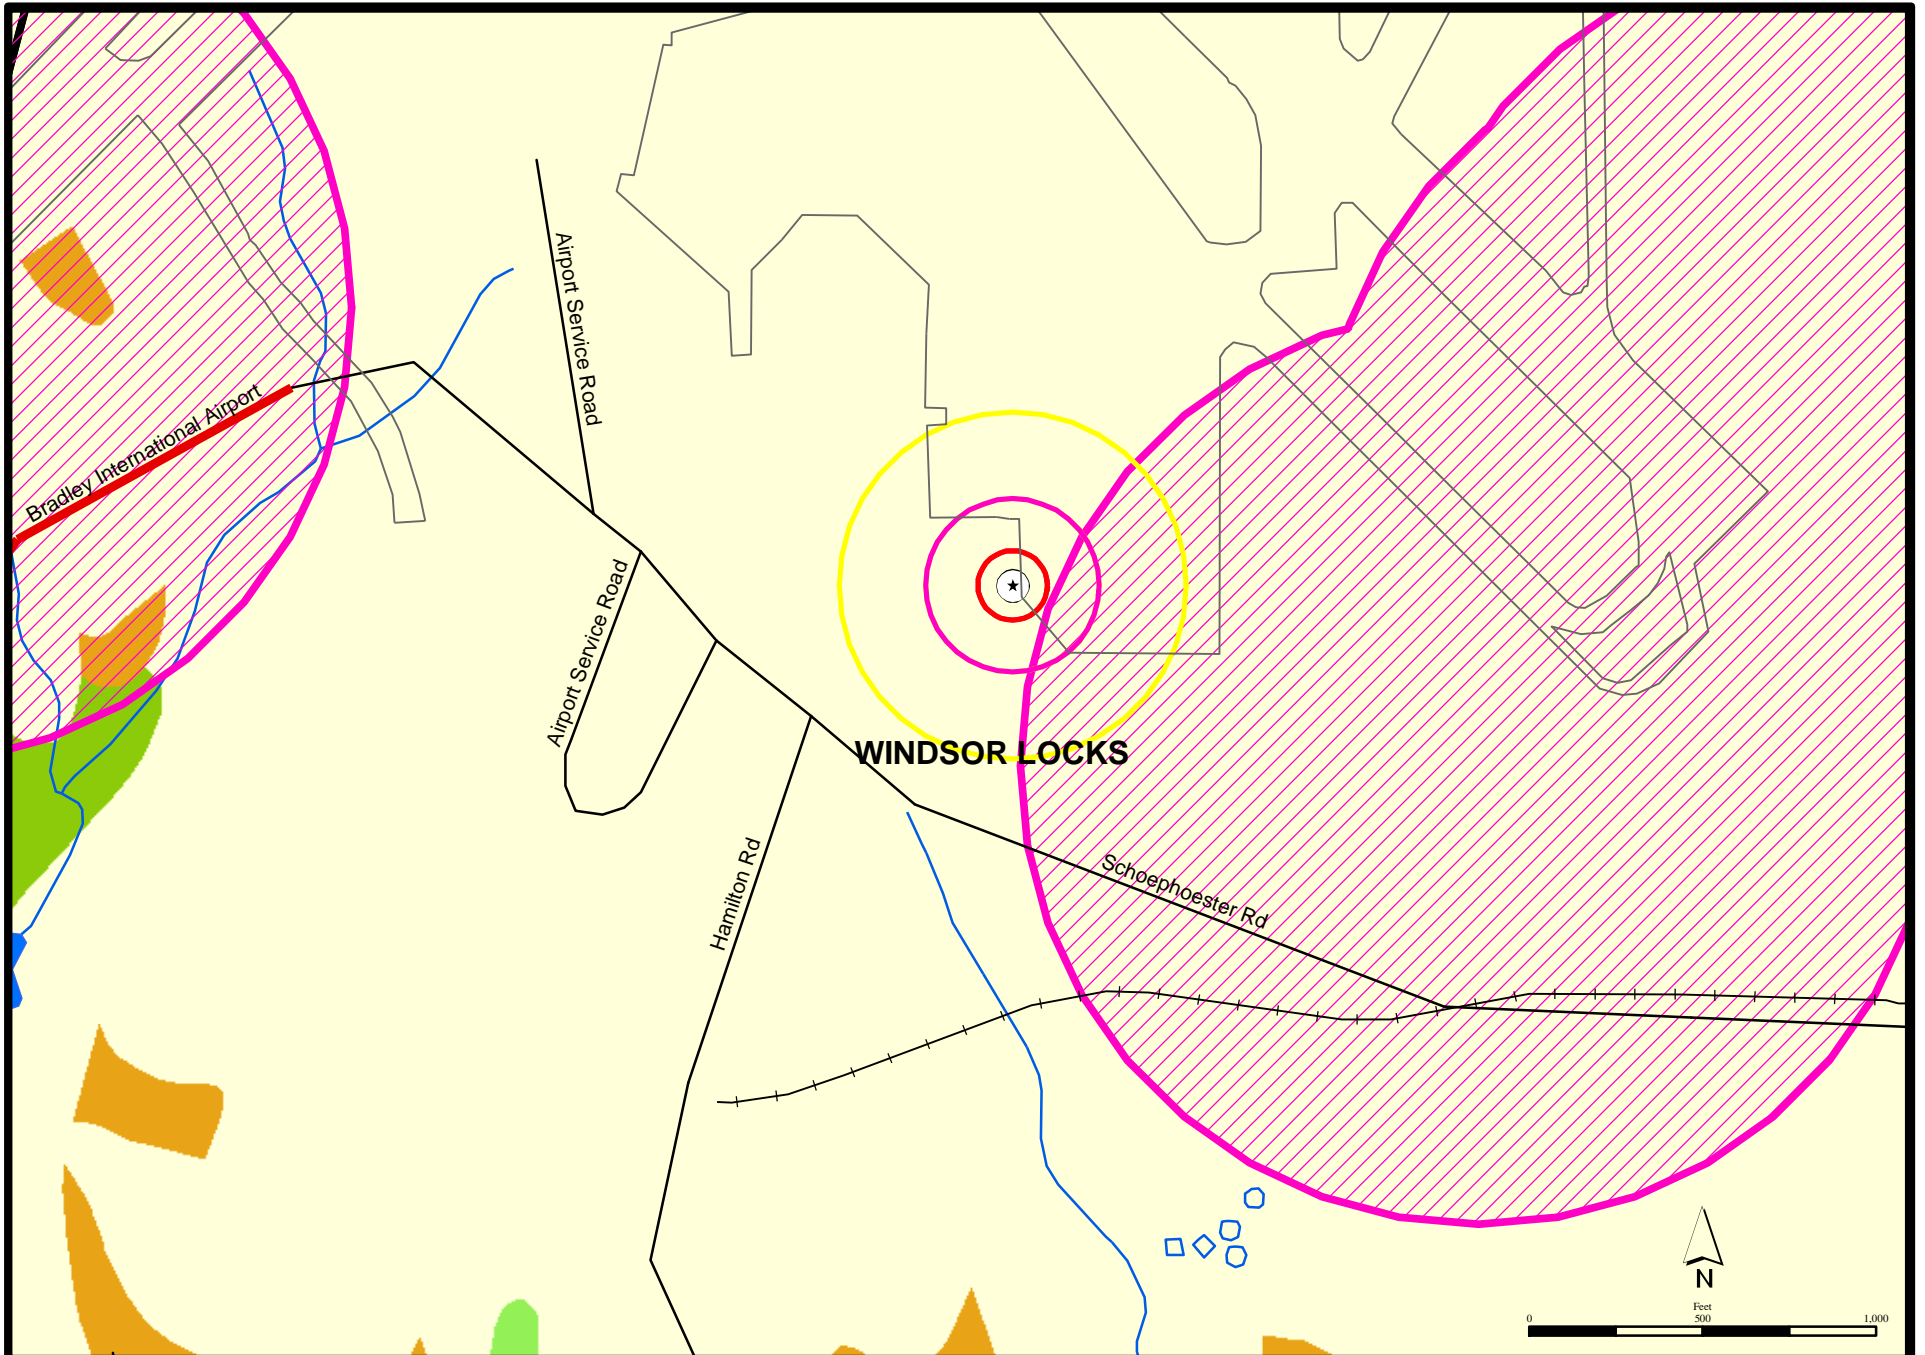 Airport Service Road
Bradley International Airport
Airport Service Road
WINDSOR LOCKS
Hamilton Rd
Schoephoester Rd
N
Feet
0 500 1,000